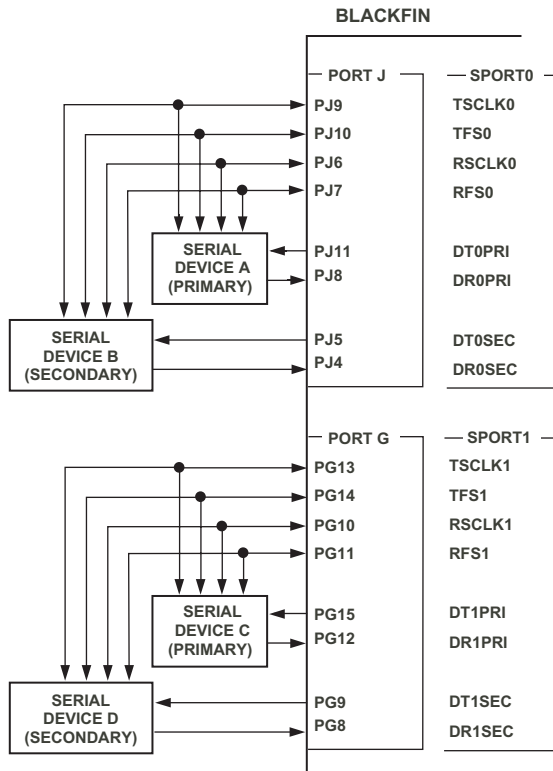 BLACKFIN
PORT J SPORT0
PJ9 TSCLK0
PJ10 TFS0
PJ6 RSCLK0
PJ7 RFS0
SERIAL
DEVICE A
(PRIMARY)
PJ11 DT0PRI
PJ8 DR0PRI
SERIAL
DEVICE B
(SECONDARY)
PJ5 DT0SEC
PJ4 DR0SEC
PORT G SPORT1
PG13 TSCLK1
PG14 TFS1
PG10 RSCLK1
PG11 RFS1
SERIAL
DEVICE C
(PRIMARY)
PG15 DT1PRI
PG12 DR1PRI
SERIAL
DEVICE D
(SECONDARY)
PG9 DT1SEC
PG8 DR1SEC